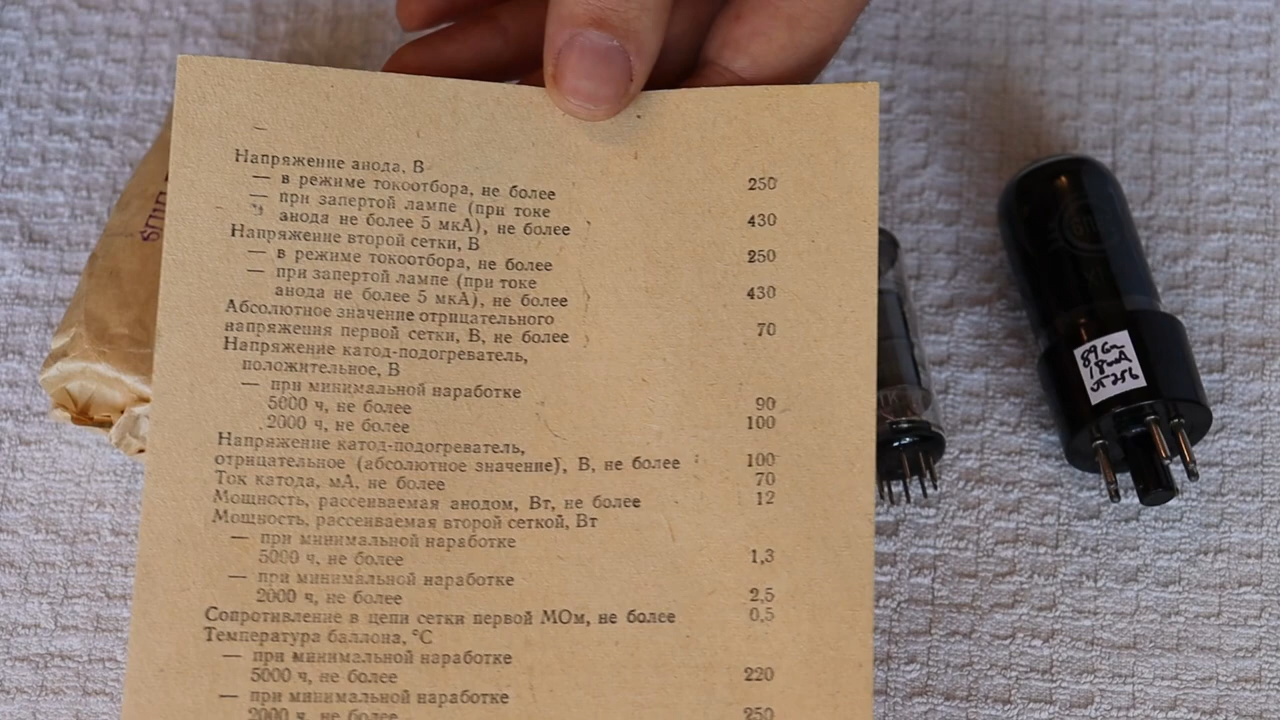 Напряжение анода, В
— в режиме токоотбора, не более 250
— при запертой лампе (при токе
анода не более 5 мкА), не более 430
Напряжение второй сетки, В
— в режиме токоотбора, не более 250
— при запертой лампе (при токе
анода не более 5 мкА), не более 430
Абсолютное значение отрицательного
напряжения первой сетки, В, не более 70
Напряжение катод-подогреватель,
положительное, В
— при минимальной наработке
5000 ч, не более 90
2000 ч, не более 100
Напряжение катод-подогреватель,
отрицательное (абсолютное значение), В, не более 100
Ток катода, мА, не более 70
Мощность, рассеиваемая анодом, Вт, не более 12
Мощность, рассеиваемая второй сеткой, Вт
— при минимальной наработке
5000 ч, не более 1,3
— при минимальной наработке
2000 ч, не более 2,5
Сопротивление в цепи сетки первой МОм, не более 0,5
Температура баллона, °С
— при минимальной наработке
5000 ч, не более 220
— при минимальной наработке
2000 ч, не более 250